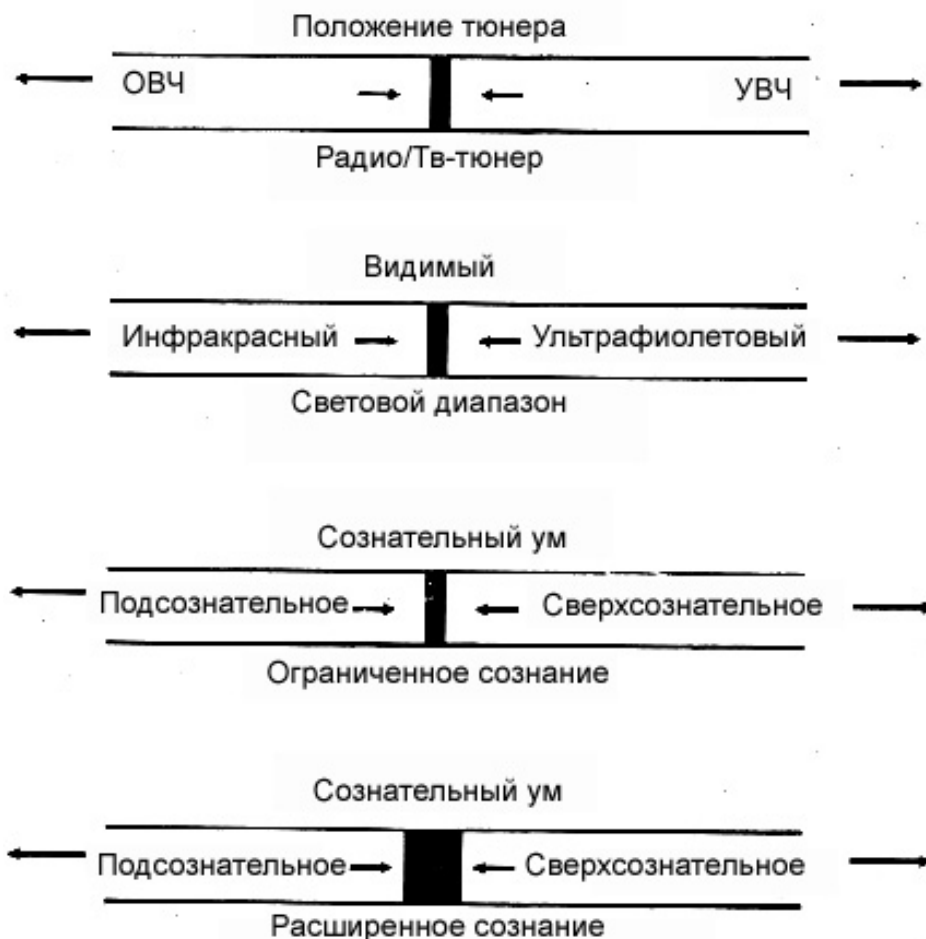 Положение тюнера
ОВЧ УВЧ
Радио/Тв-тюнер
Видимый
Инфракрасный Ультрафиолетовый
Световой диапазон
Сознательный ум
Подсознательное Сверхсознательное
Ограниченное сознание
Сознательный ум
Подсознательное Сверхсознательное
Расширенное сознание